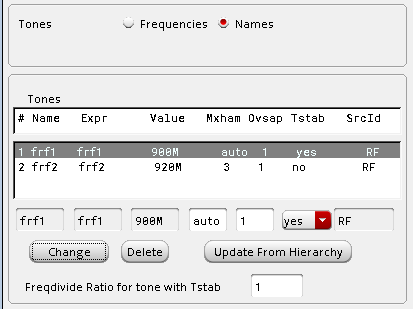 Tones Frequencies Names
Tones
# Name Expr Value Mxham Ovsap Tstab SrcId
1 frf1 frf1 900M auto 1 yes RF
2 frf2 frf2 920M 3 1 no RF
frf1 frf1 900M auto 1 yes RF
Change Delete Update From Hierarchy
Freqdivide Ratio for tone with Tstab 1